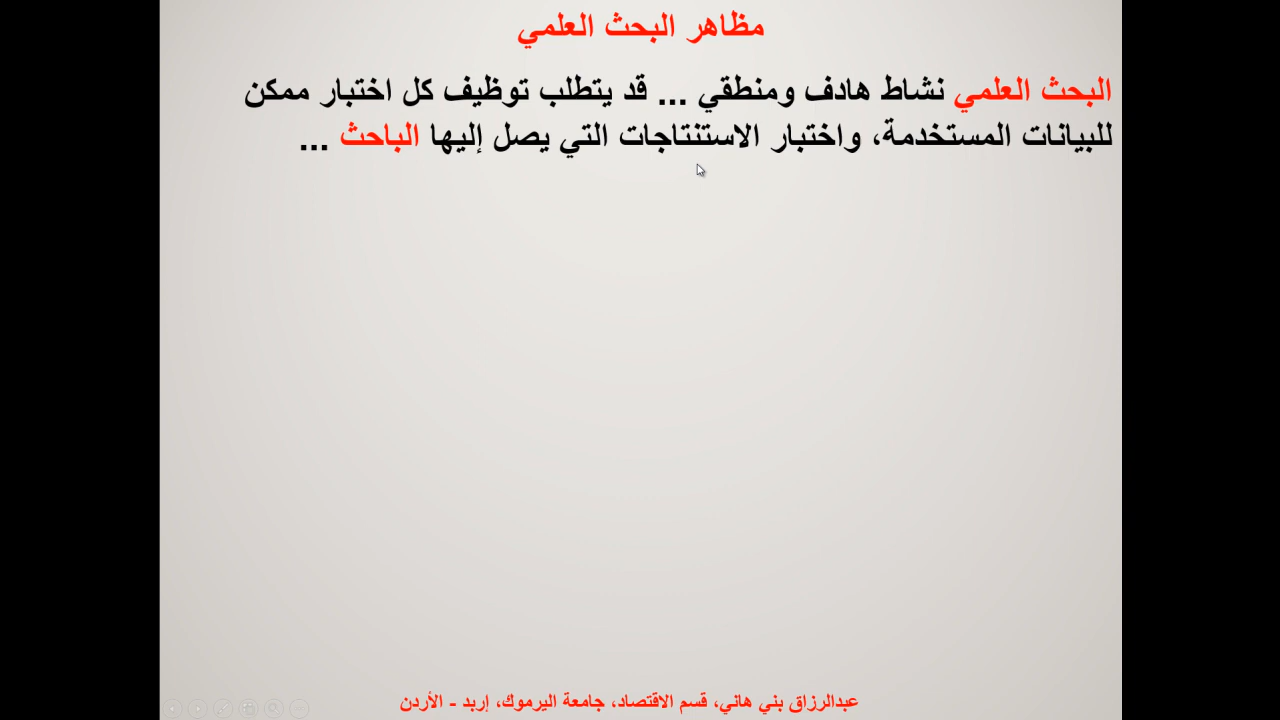 مظاهر البحث العلمي
البحث العلمي نشاط هادف ومنطقي ... قد يتطلب توظيف كل اختبار ممكن
للبيانات المستخدمة، واختبار الاستنتاجات التي يصل إليها الباحث ...
عبدالرزاق بني هاني، قسم الاقتصاد، جامعة اليرموك، إربد - الأردن